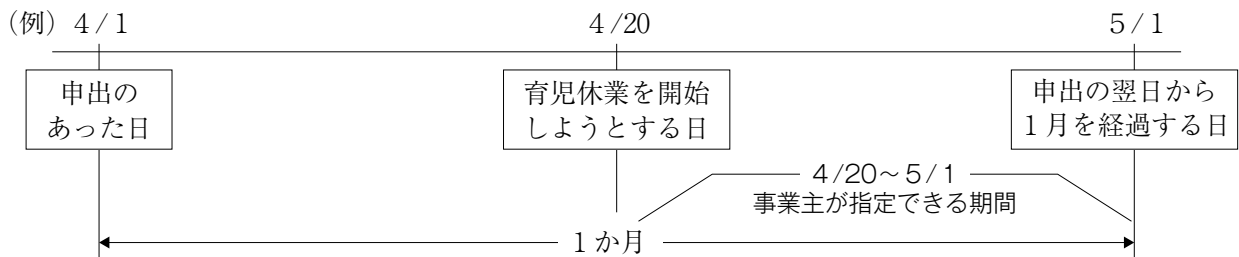 (例) 4/1
4/20
5/1
申出の
あった日
育児休業を開始
しようとする日
申出の翌日から
1月を経過する日
4/20~5/1
事業主が指定できる期間
1か月